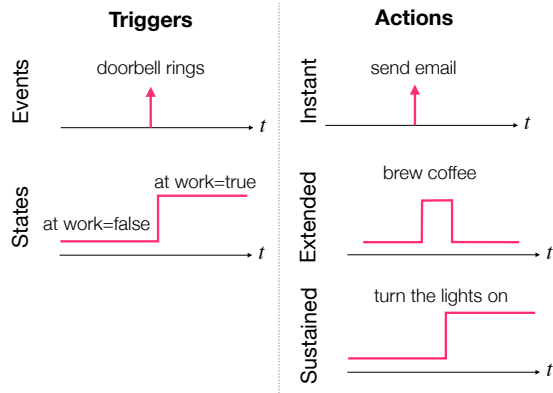 Triggers
Events
doorbell rings
t
States
at work=true
at work=false
t
Actions
Instant
send email
t
Extended
brew coffee
t
Sustained
turn the lights on
t